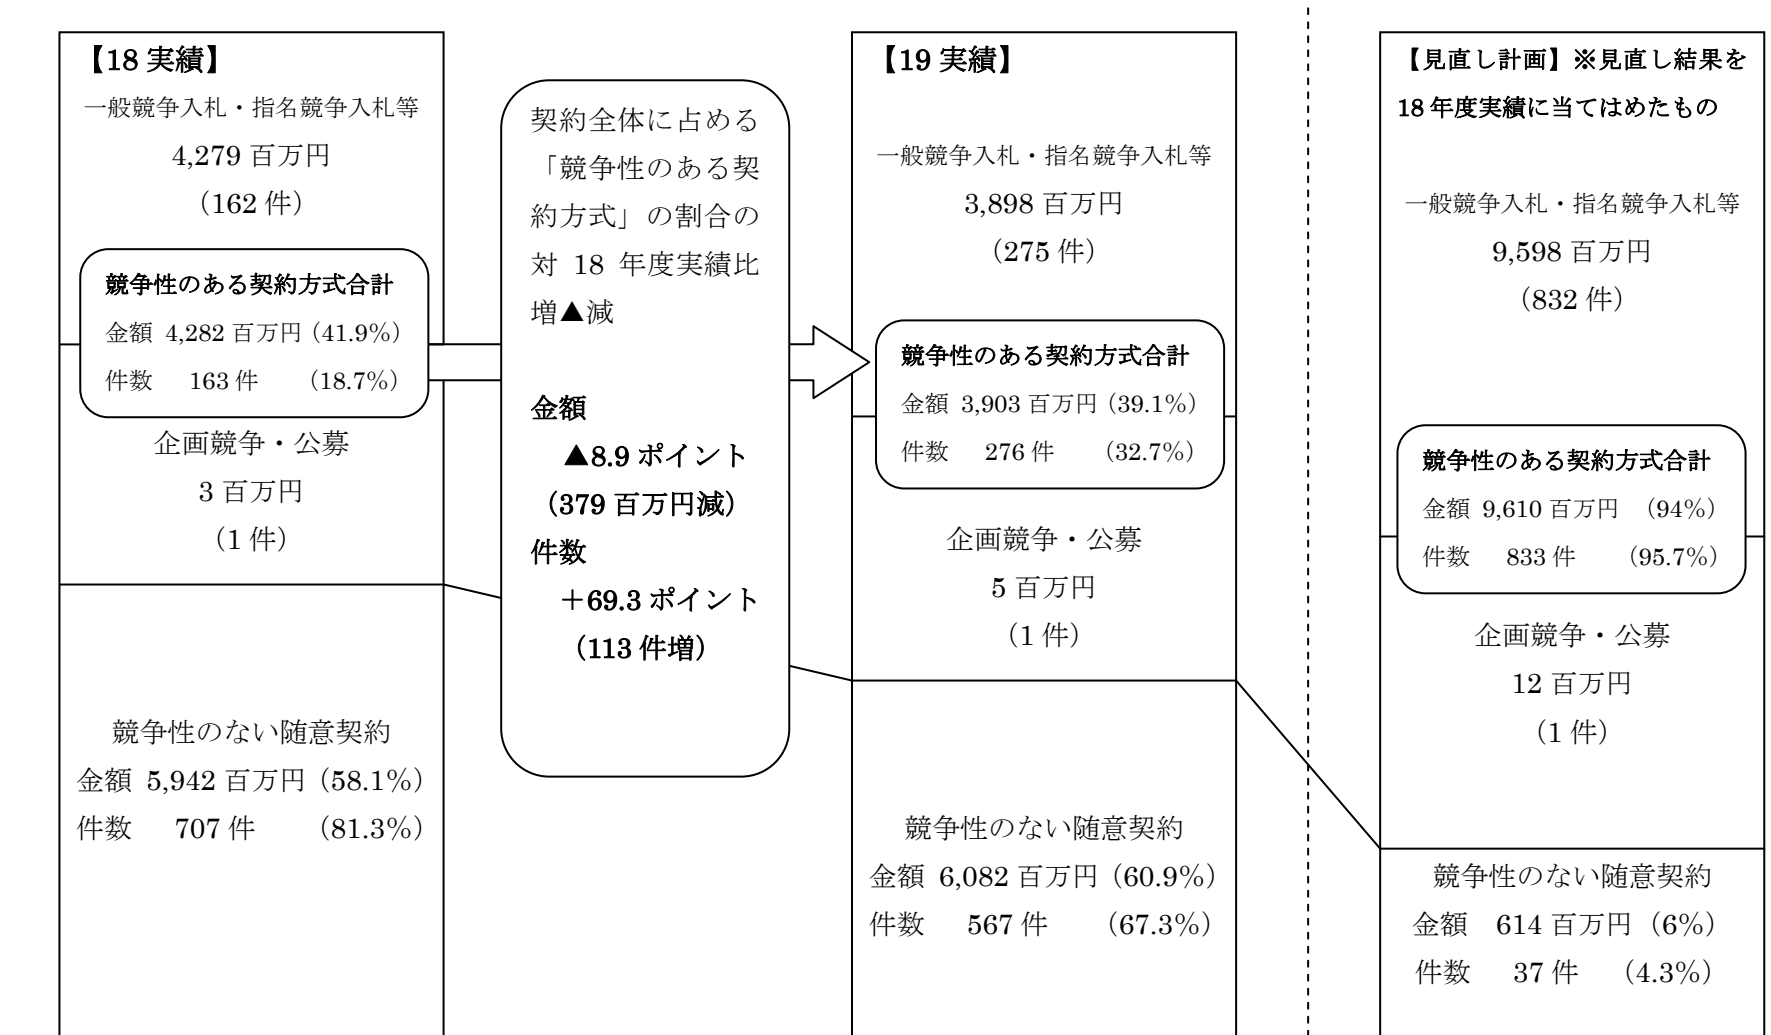 【18 実績】
一般競争入札・指名競争入札等
4,279 百万円
（162 件）
競争性のある契約方式合計
金額 4,282 百万円（41.9%）
件数 163 件 （18.7%）
企画競争・公募
3 百万円
（1 件）
競争性のない随意契約
金額 5,942 百万円（58.1%）
件数 707 件 （81.3%）
契約全体に占める
「競争性のある契
約方式」の割合の
対 18 年度実績比
増▲減
金額
▲8.9 ポイント
（379 百万円減）
件数
＋69.3 ポイント
（113 件増）
【19 実績】
一般競争入札・指名競争入札等
3,898 百万円
（275 件）
競争性のある契約方式合計
金額 3,903 百万円（39.1%）
件数 276 件 （32.7%）
企画競争・公募
5 百万円
（1 件）
競争性のない随意契約
金額 6,082 百万円（60.9%）
件数 567 件 （67.3%）
【見直し計画】※見直し結果を
18 年度実績に当てはめたもの
一般競争入札・指名競争入札等
9,598 百万円
（832 件）
競争性のある契約方式合計
金額 9,610 百万円 （94%）
件数 833 件 （95.7%）
企画競争・公募
12 百万円
（1 件）
競争性のない随意契約
金額 614 百万円（6%）
件数 37 件 （4.3%）